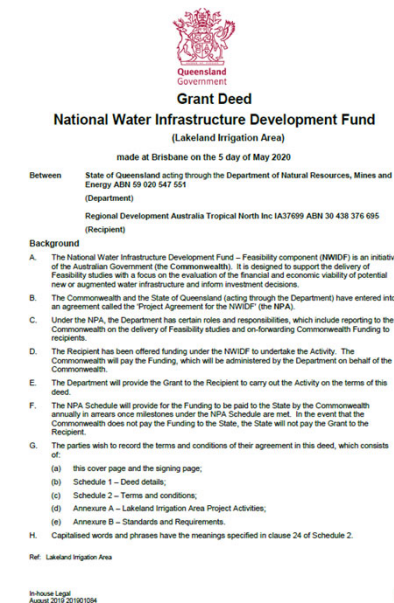 Queensland
Government
Grant Deed
National Water Infrastructure Development Fund
(Lakeland Irrigation Area)
made at Brisbane on the 5 day of May 2020
Between State of Queensland acting through the Department of Natural Resources, Mines and
Energy ABN 59 020 547 551
(Department)
Regional Development Australia Tropical North Inc IA37699 ABN 30 438 376 695
(Recipient)
Background
A. The National Water Infrastructure Development Fund – Feasibility component (NWIDF) is an initiativ
of the Australian Government (the Commonwealth). It is designed to support the delivery of
Feasibility studies with a focus on the evaluation of the financial and economic viability of potential
new or augmented water infrastructure and inform investment decisions.
B. The Commonwealth and the State of Queensland (acting through the Department) have entered into
an agreement called the 'Project Agreement for the NWIDF' (the NPA).
C. Under the NPA, the Department has certain roles and responsibilities, which include reporting to the
Commonwealth on the delivery of Feasibility studies and on-forwarding Commonwealth Funding to
recipients.
D. The Recipient has been offered funding under the NWIDF to undertake the Activity. The
Commonwealth will pay the Funding, which will be administered by the Department on behalf of the
Commonwealth.
E. The Department will provide the Grant to the Recipient to carry out the Activity on the terms of this
deed.
F. The NPA Schedule will provide for the Funding to be paid to the State by the Commonwealth
annually in arrears once milestones under the NPA Schedule are met. In the event that the
Commonwealth does not pay the Funding to the State, the State will not pay the Grant to the
Recipient.
G. The parties wish to record the terms and conditions of their agreement in this deed, which consists
of:
(a) this cover page and the signing page;
(b) Schedule 1 – Deed details;
(c) Schedule 2 – Terms and conditions;
(d) Annexure A – Lakeland Irrigation Area Project Activities;
(e) Annexure B – Standards and Requirements.
H. Capitalised words and phrases have the meanings specified in clause 24 of Schedule 2.
Ref: Lakeland Irrigation Area
In-house Legal
August 2019 201901084